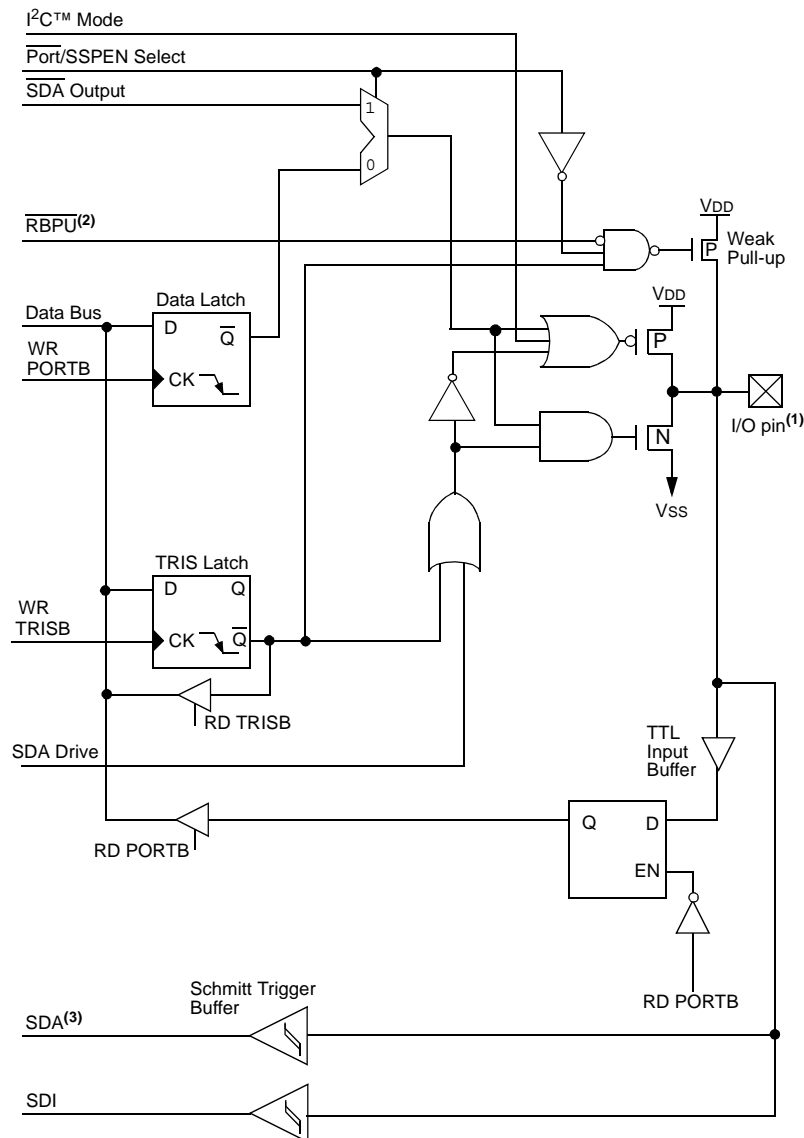 I²C™ Mode
Port/SSPEN Select
SDA Output
1
0
RBPU(2)
VDD
P
Weak
Pull-up
VDD
Data Bus
Data Latch
D
Q
WR
PORTB
CK
P
N
I/O pin(1)
VSS
TRIS Latch
D
Q
WR
TRISB
CK
Q
RD TRISB
TTL
Input
Buffer
SDA Drive
Q
D
RD PORTB
EN
RD PORTB
Schmitt Trigger
Buffer
SDA(3)
SDI